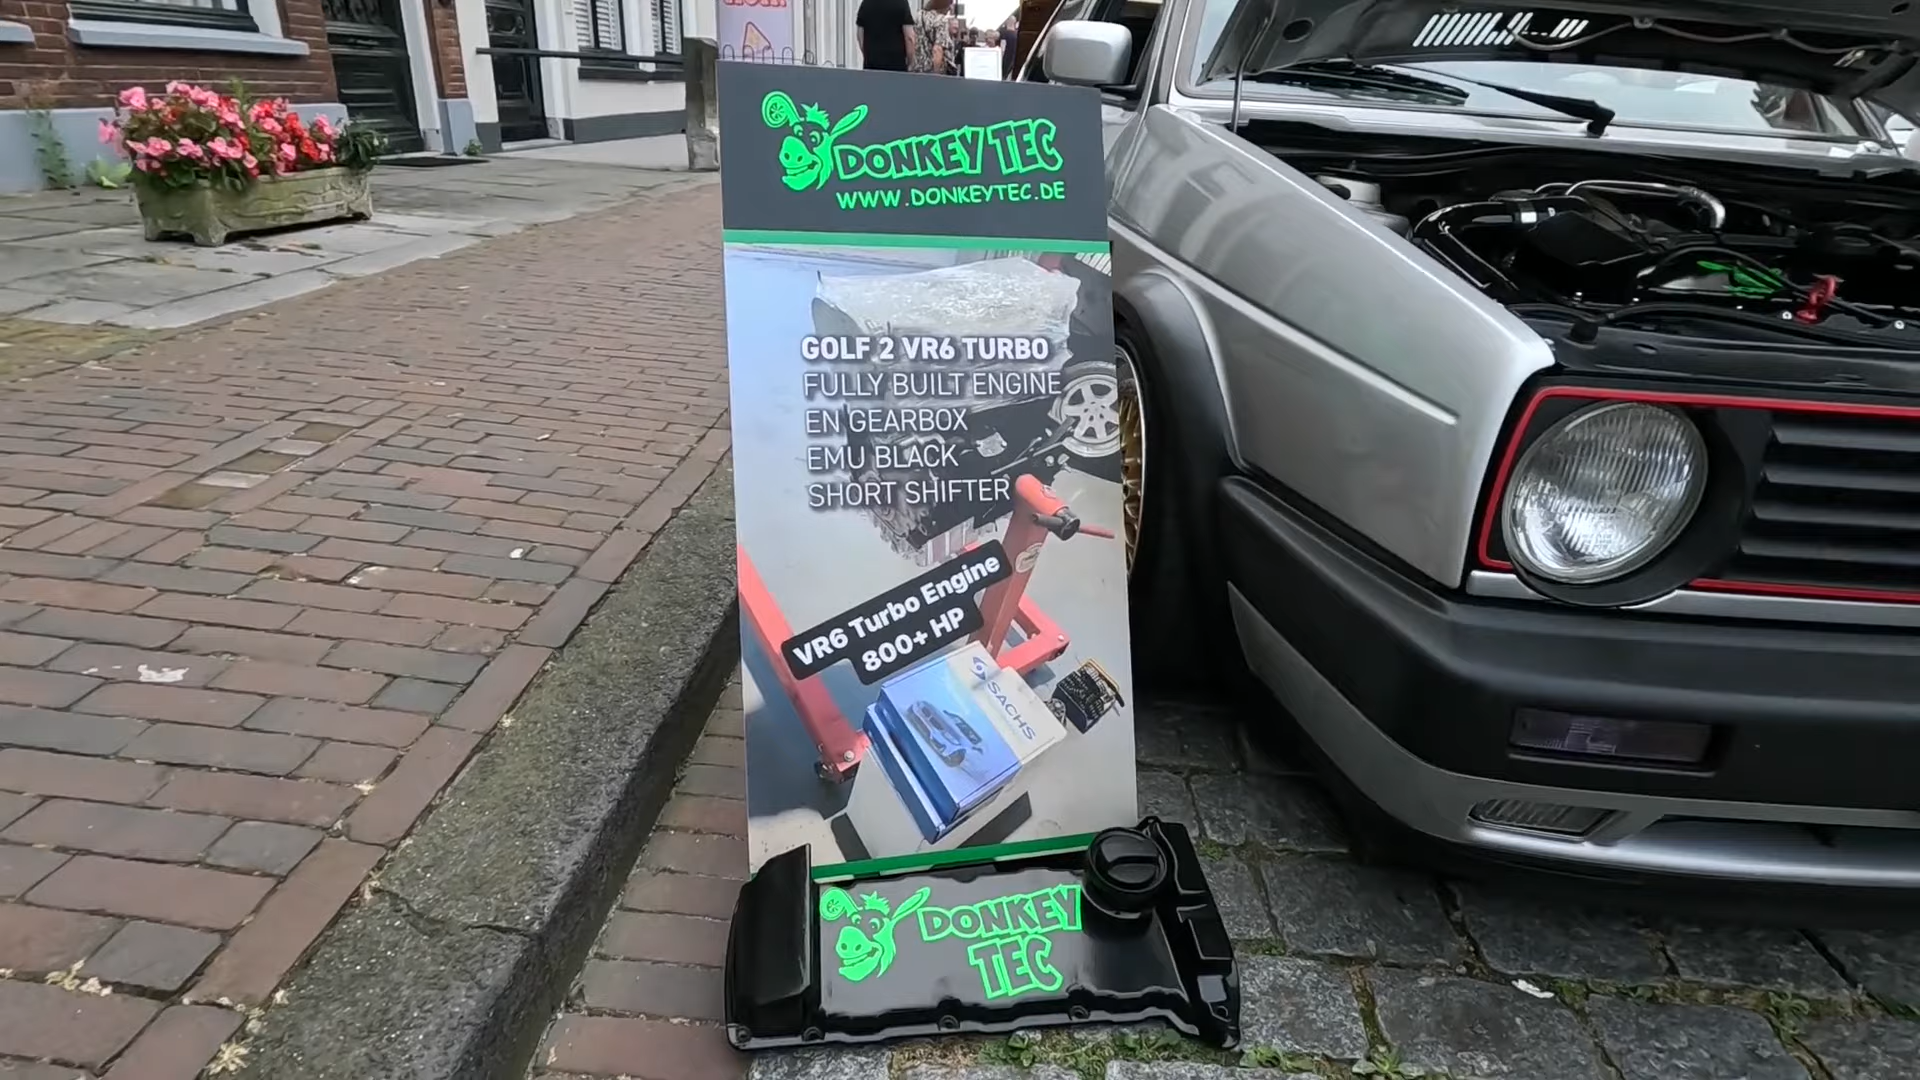 DONKEY TEC
WWW.DONKEYTEC.DE
GOLF 2 VR6 TURBO
FULLY BUILT ENGINE
EN GEARBOX
EMU BLACK
SHORT SHIFTER
VR6 Turbo Engine
800+ HP
SACHS
DONKEY
TEC